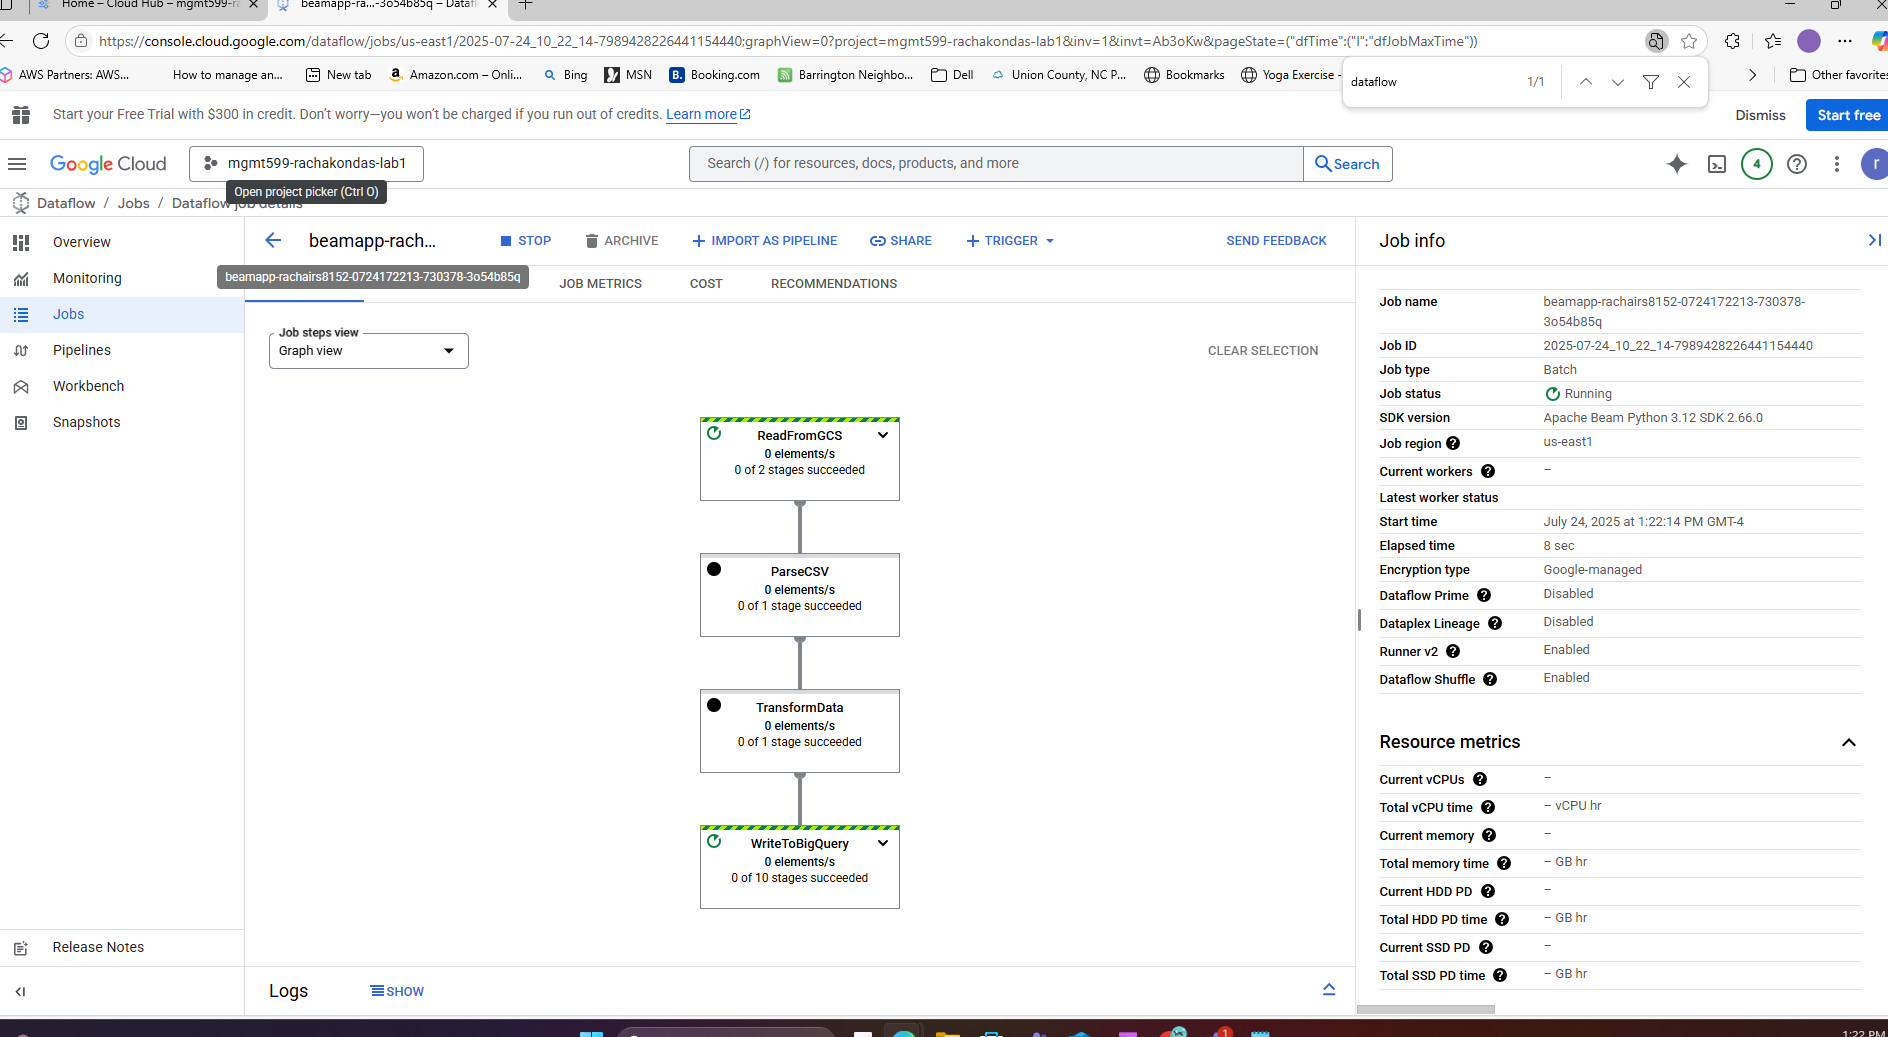 Home – Cloud Hub – mgmt599-ra
beamapp-ra...-3o54b85q – Datafl
https://console.cloud.google.com/dataflow/jobs/us-east1/2025-07-24_10_22_14-7989428226441154440;graphView=0?project=mgmt599-rachakondas-lab1&inv=1&invt=Ab3oKw&pageState=("dfTime":("l":"dfJobMaxTime"))
AWS Partners: AWS...
How to manage an...
New tab
Amazon.com – Onli...
Bing
MSN
Booking.com
Barrington Neighbo...
Dell
Union County, NC P...
Bookmarks
Yoga Exercise -
Other favorites
dataflow 1/1
Start your Free Trial with $300 in credit. Don't worry—you won't be charged if you run out of credits. Learn more
Dismiss
Start free
Google Cloud
mgmt599-rachakondas-lab1
Search (/) for resources, docs, products, and more
Search
4
r
Open project picker (Ctrl O)
Dataflow / Jobs / Dataflow job details
Overview
Monitoring
Jobs
Pipelines
Workbench
Snapshots
Release Notes
beamapp-rach...
STOP
ARCHIVE
IMPORT AS PIPELINE
SHARE
TRIGGER
SEND FEEDBACK
beamapp-rachairs8152-0724172213-730378-3o54b85q
JOB METRICS
COST
RECOMMENDATIONS
Job steps view
Graph view
CLEAR SELECTION
ReadFromGCS
0 elements/s
0 of 2 stages succeeded
ParseCSV
0 elements/s
0 of 1 stage succeeded
TransformData
0 elements/s
0 of 1 stage succeeded
WriteToBigQuery
0 elements/s
0 of 10 stages succeeded
Logs
SHOW
Job info
Job name beamapp-rachairs8152-0724172213-730378-
3o54b85q
Job ID 2025-07-24_10_22_14-7989428226441154440
Job type Batch
Job status Running
SDK version Apache Beam Python 3.12 SDK 2.66.0
Job region us-east1
Current workers –
Latest worker status
Start time July 24, 2025 at 1:22:14 PM GMT-4
Elapsed time 8 sec
Encryption type Google-managed
Dataflow Prime Disabled
Dataplex Lineage Disabled
Runner v2 Enabled
Dataflow Shuffle Enabled
Resource metrics
Current vCPUs –
Total vCPU time – vCPU hr
Current memory –
Total memory time – GB hr
Current HDD PD –
Total HDD PD time – GB hr
Current SSD PD –
Total SSD PD time – GB hr
1
1:22 PM